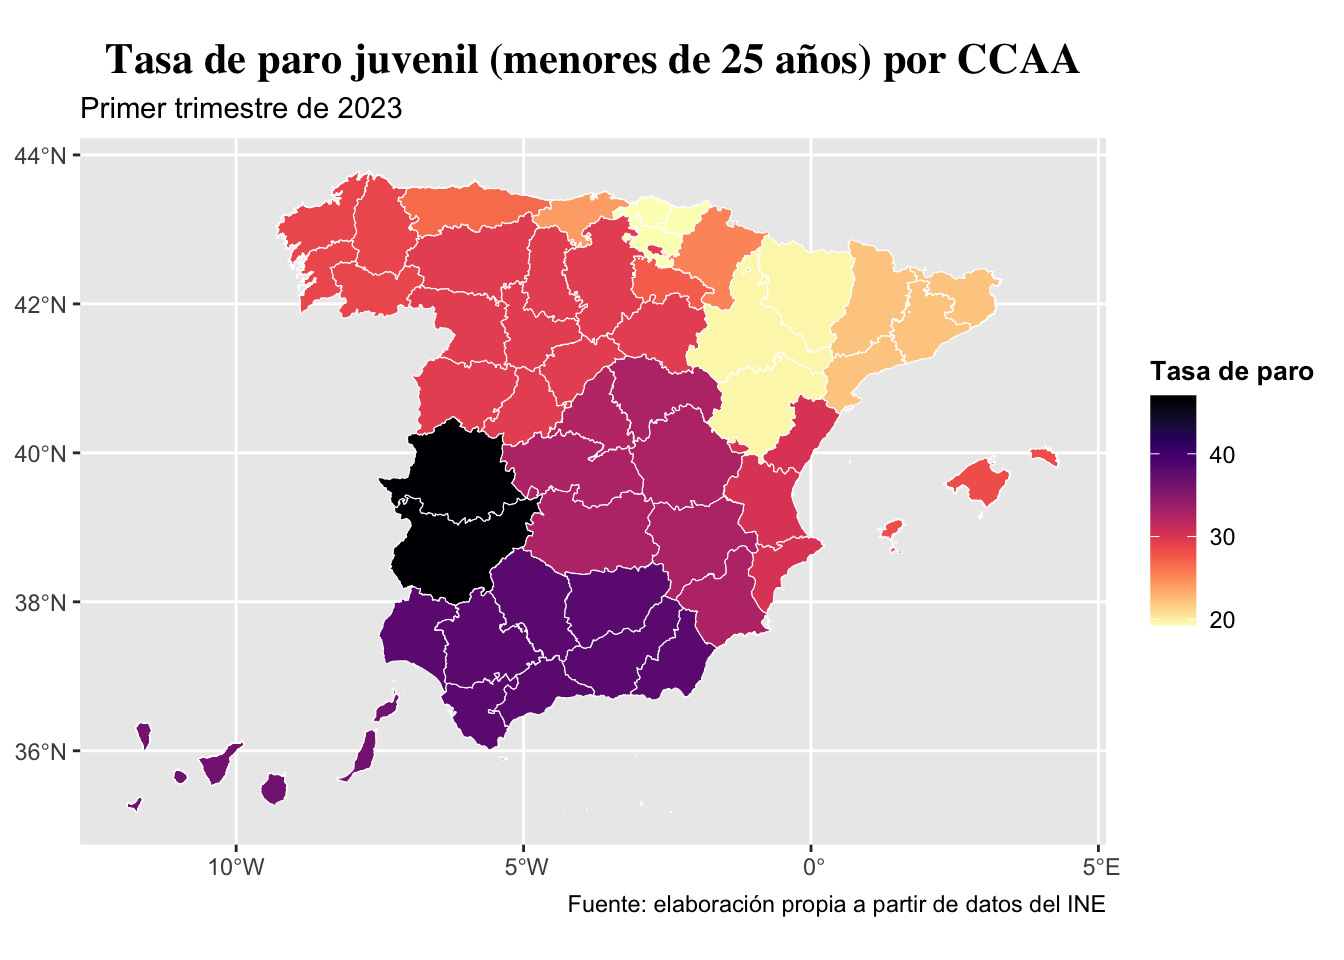 Tasa de paro juvenil (menores de 25 años) por CCAA
Primer trimestre de 2023
44°N
42°N
40°N
38°N
36°N
10°W
5°W
0°
5°E
Tasa de paro
40
30
20
Fuente: elaboración propia a partir de datos del INE